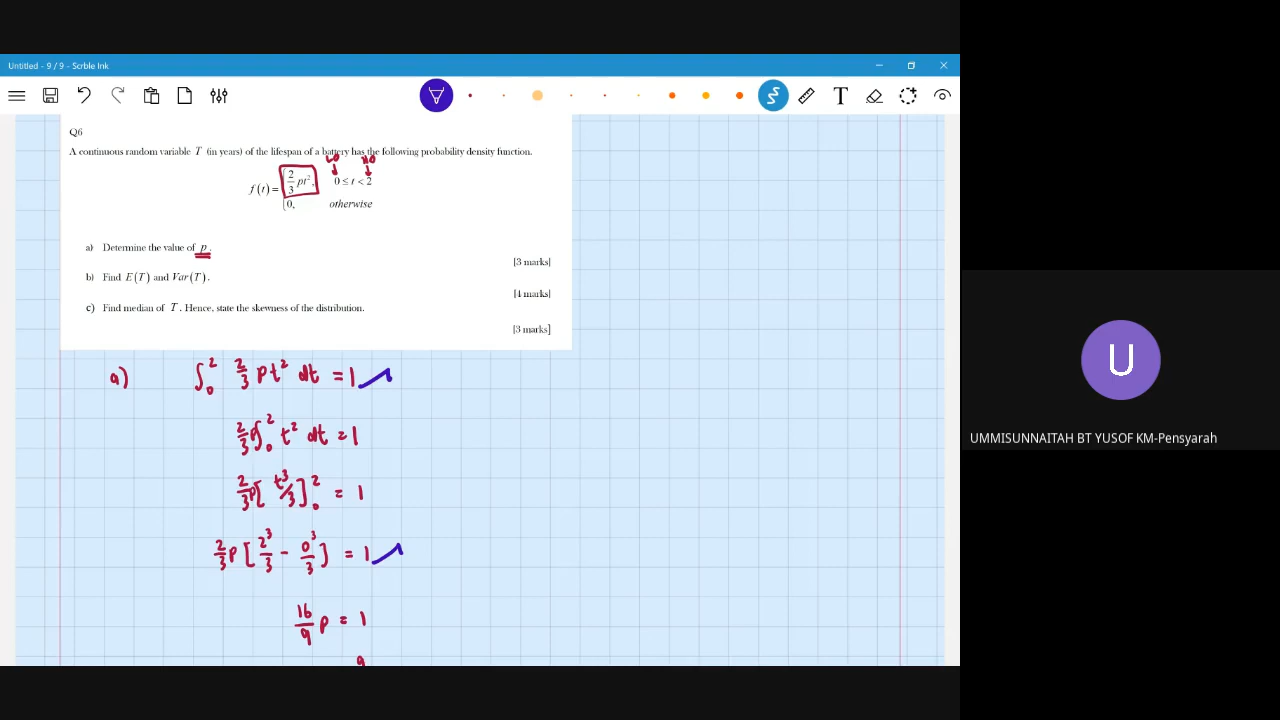 Untitled - 9 / 9 - Scrble Ink
Q6
A continuous random variable T (in years) of the lifespan of a battery has the following probability density function.
f(t) = { 2/3 pt², 0 ≤ t < 2
0, otherwise
a) Determine the value of p.
[3 marks]
b) Find E(T) and Var(T).
[4 marks]
c) Find median of T. Hence, state the skewness of the distribution.
[3 marks]
a) ∫₀² 2/3 pt² dt = 1
2/3 p ∫₀² t² dt = 1
2/3 p [t³/3]₀² = 1
2/3 p [2³/3 - 0³/3] = 1
16/9 p = 1
9
U
UMMISUNNAITAH BT YUSOF KM-Pensyarah